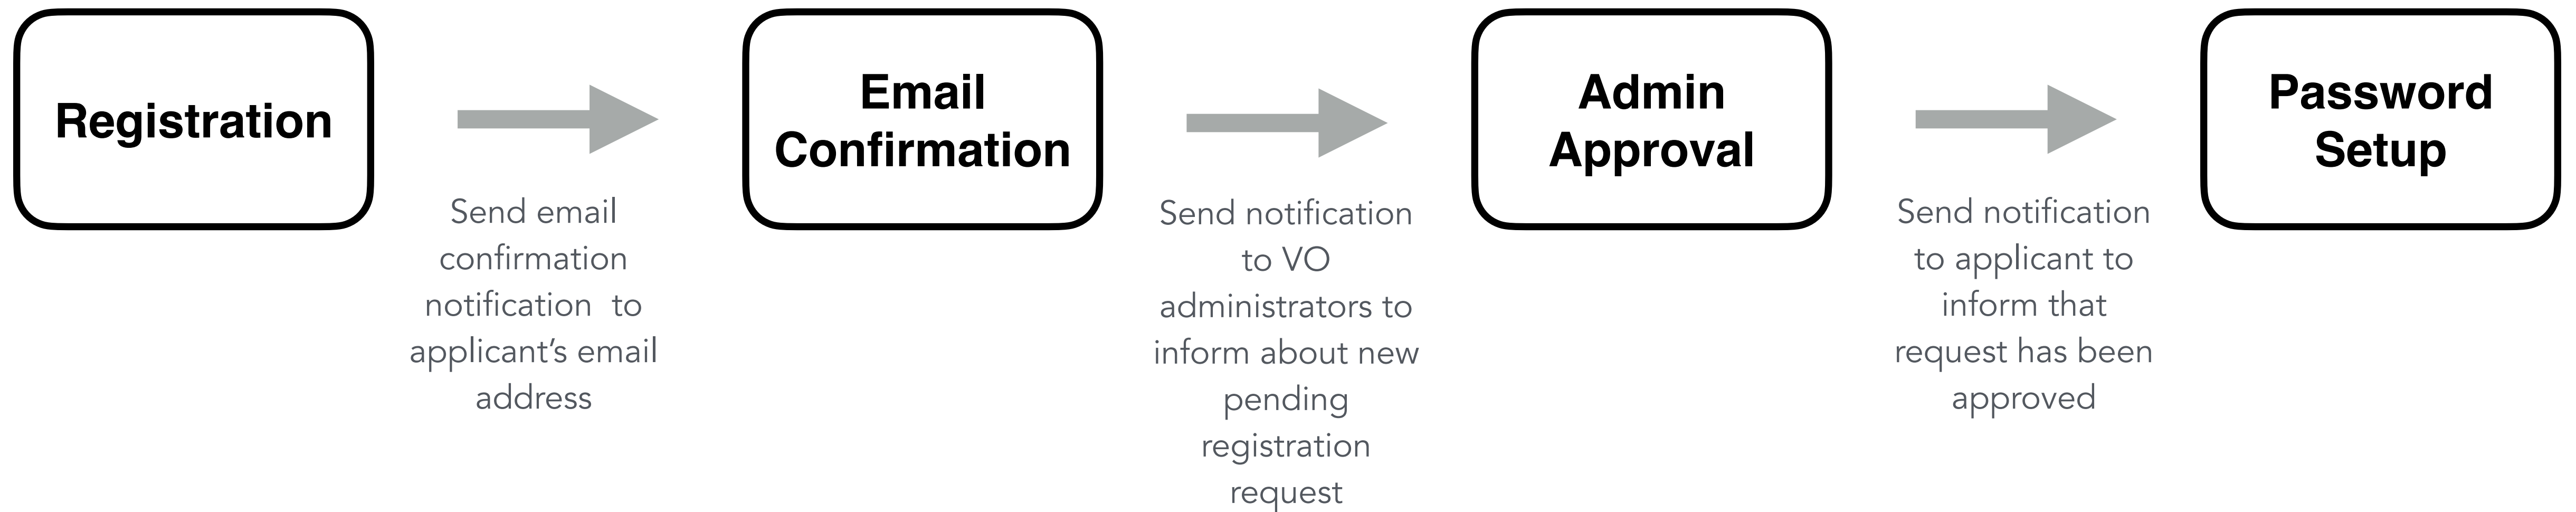 Registration
Send email
confirmation
notification  to
applicant’s email
address
Email
Confirmation
Send notification
to VO
administrators to
inform about new
pending
registration
request
Admin
Approval
Send notification
to applicant to
inform that
request has been
approved
Password
Setup